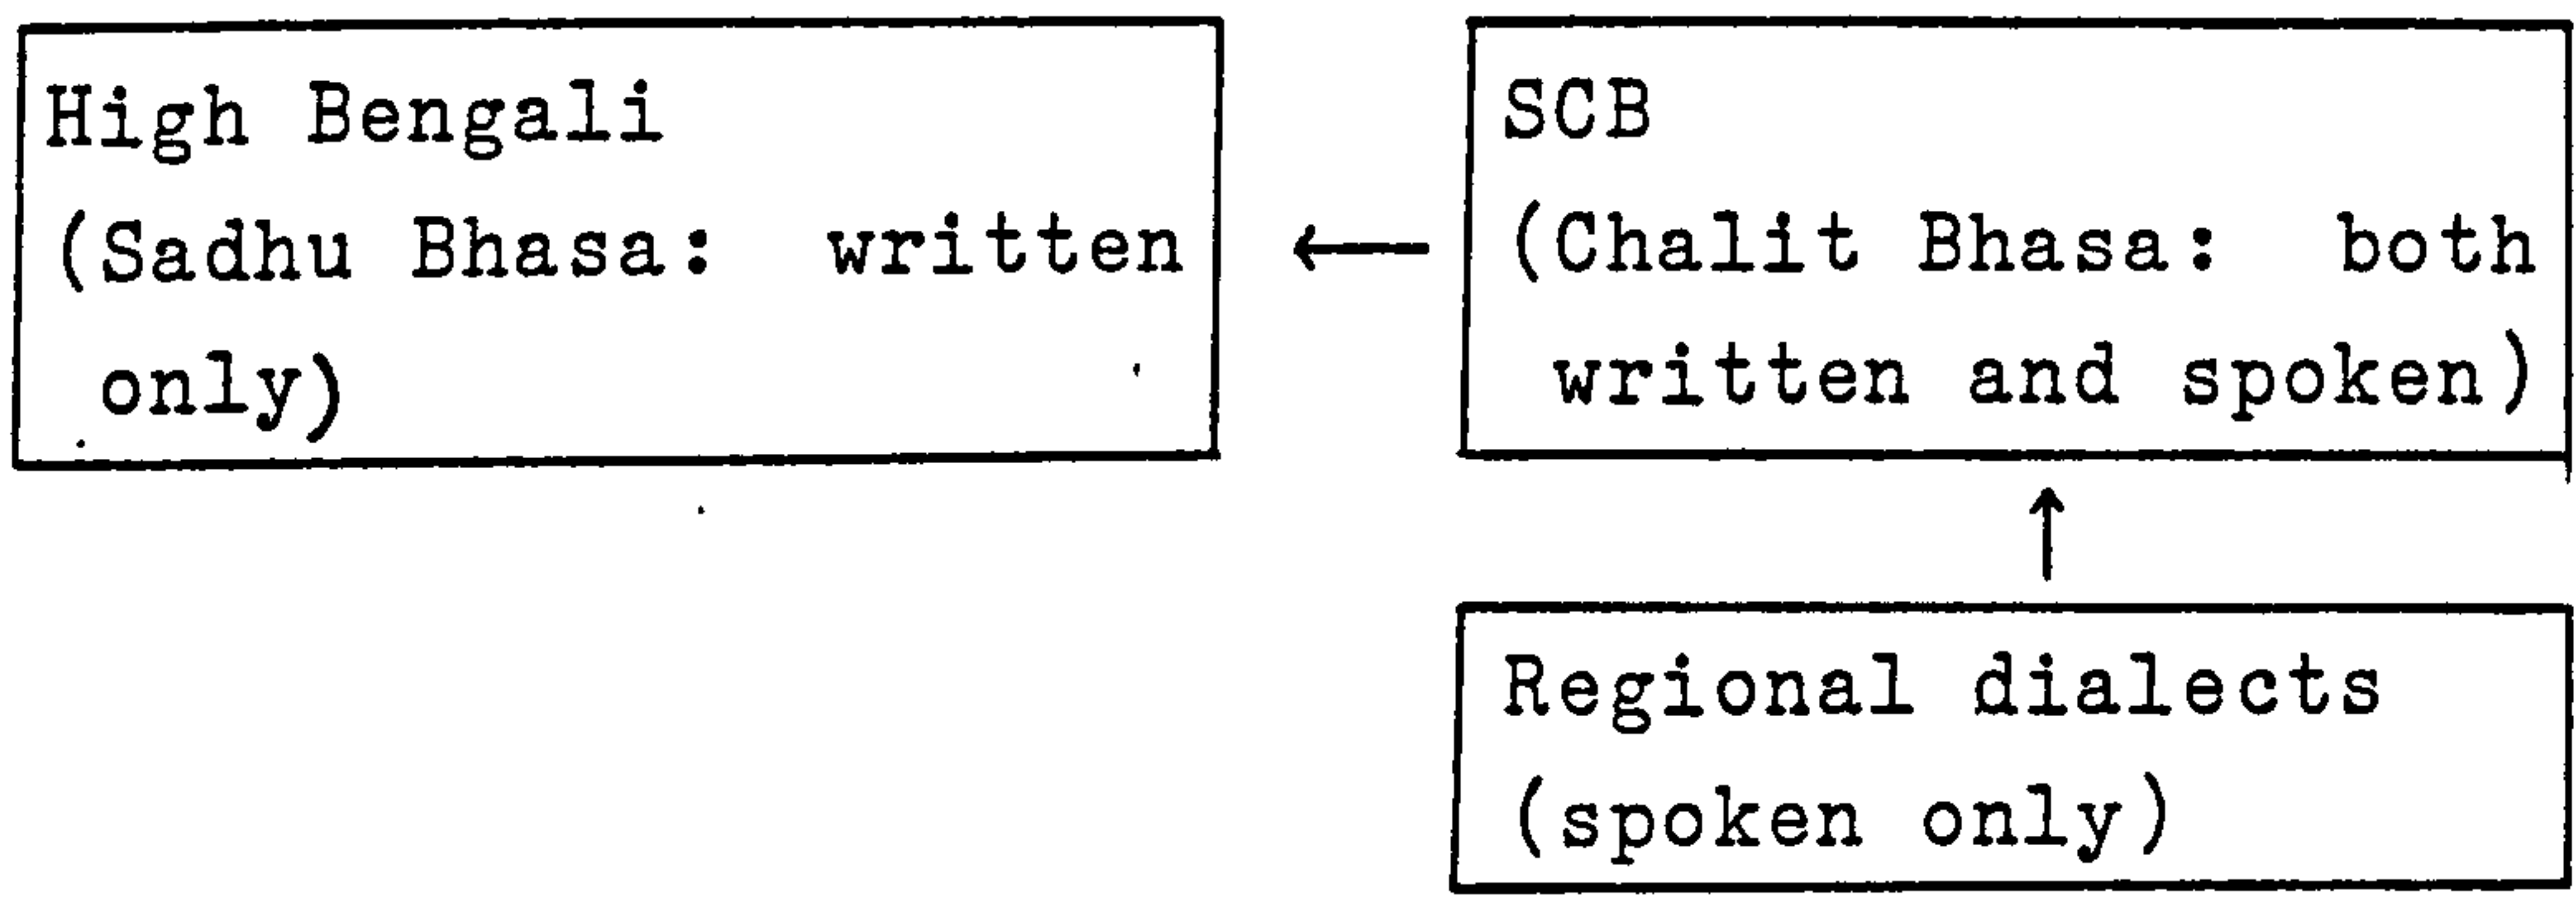 High Bengali
(Sadhu Bhasa: written
only)
SCB
(Chalit Bhasa: both
written and spoken)
Regional dialects
(spoken only)